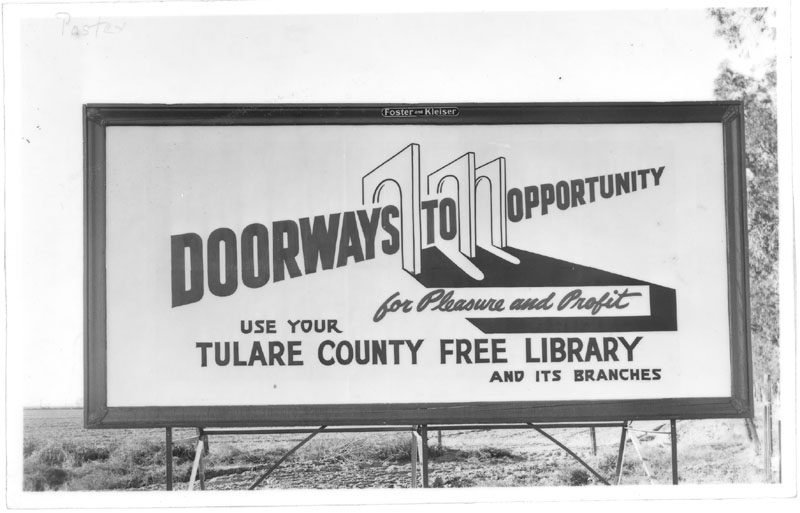 Foster and Kleiser
DOORWAYS TO OPPORTUNITY
for Pleasure and Profit
USE YOUR
TULARE COUNTY FREE LIBRARY
AND ITS BRANCHES